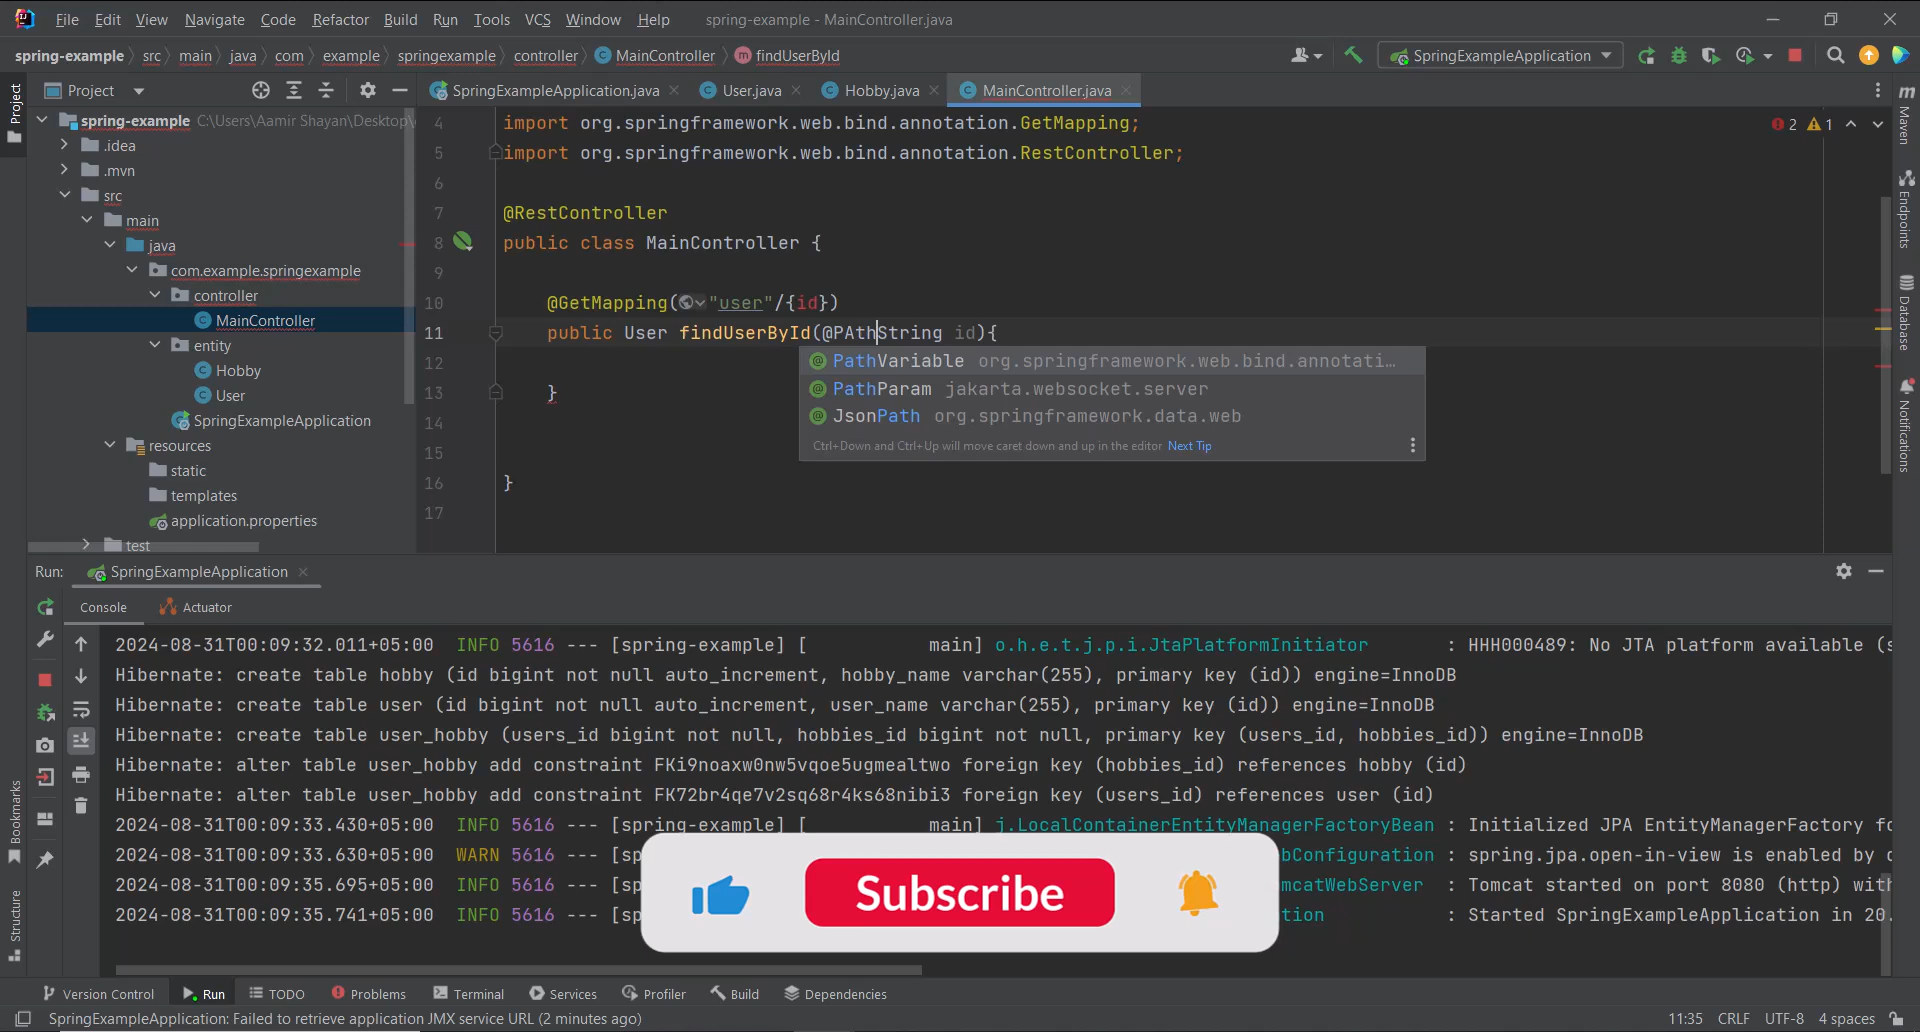 File Edit View Navigate Code Refactor Build Run Tools VCS Window Help spring-example - MainController.java
spring-example src main java com example springexample controller MainController findUserById SpringExampleApplication
Project
SpringExampleApplication.java User.java Hobby.java MainController.java
Project
Maven
Endpoints
Database
Notifications
spring-example C:\Users\Aamir Shayan\Desktop\
.idea
.mvn
src
main
java
com.example.springexample
controller
MainController
entity
Hobby
User
SpringExampleApplication
resources
static
templates
application.properties
test
2 1
4 import org.springframework.web.bind.annotation.GetMapping;
5 import org.springframework.web.bind.annotation.RestController;
6
7 @RestController
8 public class MainController {
9
10 @GetMapping("user"/{id})
11 public User findUserById(@PAthString id){
12
13 }
14
15
16 }
17
PathVariable org.springframework.web.bind.annotati...
PathParam jakarta.websocket.server
JsonPath org.springframework.data.web
Ctrl+Down and Ctrl+Up will move caret down and up in the editor Next Tip
Run: SpringExampleApplication
Console Actuator
2024-08-31T00:09:32.011+05:00 INFO 5616 --- [spring-example] [ main] o.h.e.t.j.p.i.JtaPlatformInitiator : HHH000489: No JTA platform available (s
Hibernate: create table hobby (id bigint not null auto_increment, hobby_name varchar(255), primary key (id)) engine=InnoDB
Hibernate: create table user (id bigint not null auto_increment, user_name varchar(255), primary key (id)) engine=InnoDB
Hibernate: create table user_hobby (users_id bigint not null, hobbies_id bigint not null, primary key (users_id, hobbies_id)) engine=InnoDB
Hibernate: alter table user_hobby add constraint FKi9noaxw0nw5vqoe5ugmealtwo foreign key (hobbies_id) references hobby (id)
Hibernate: alter table user_hobby add constraint FK72br4qe7v2sq68r4ks68nibi3 foreign key (users_id) references user (id)
2024-08-31T00:09:33.430+05:00 INFO 5616 --- [spring-example] [ main] j.LocalContainerEntityManagerFactoryBean : Initialized JPA EntityManagerFactory fo
2024-08-31T00:09:33.630+05:00 WARN 5616 --- [sp bConfiguration : spring.jpa.open-in-view is enabled by d
2024-08-31T00:09:35.695+05:00 INFO 5616 --- [sp mcatWebServer : Tomcat started on port 8080 (http) with
2024-08-31T00:09:35.741+05:00 INFO 5616 --- [sp tion : Started SpringExampleApplication in 20.
Subscribe
Bookmarks
Structure
Version Control Run TODO Problems Terminal Services Profiler Build Dependencies
SpringExampleApplication: Failed to retrieve application JMX service URL (2 minutes ago) 11:35 CRLF UTF-8 4 spaces